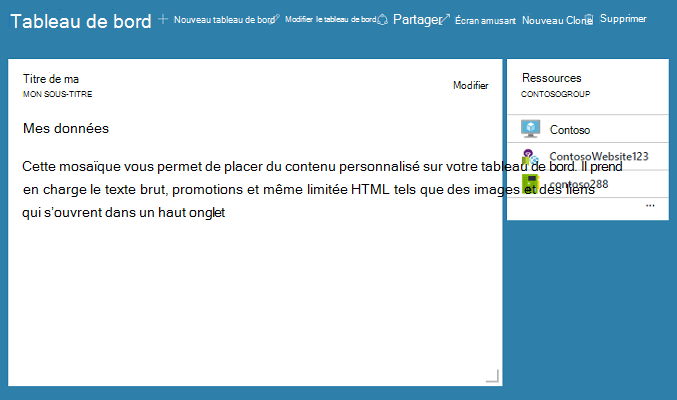 Tableau de bord
Nouveau tableau de bord
Modifier le tableau de bord
Partager
Écran amusant
Nouveau Clone
Supprimer
Titre de ma
MON SOUS-TITRE
Modifier
Mes données
Cette mosaïque vous permet de placer du contenu personnalisé sur votre tableau de bord. Il prend
en charge le texte brut, promotions et même limitée HTML tels que des images et des liens
qui s'ouvrent dans un haut onglet
Ressources
CONTOSOGROUP
Contoso
ContosoWebsite123
contoso288
...